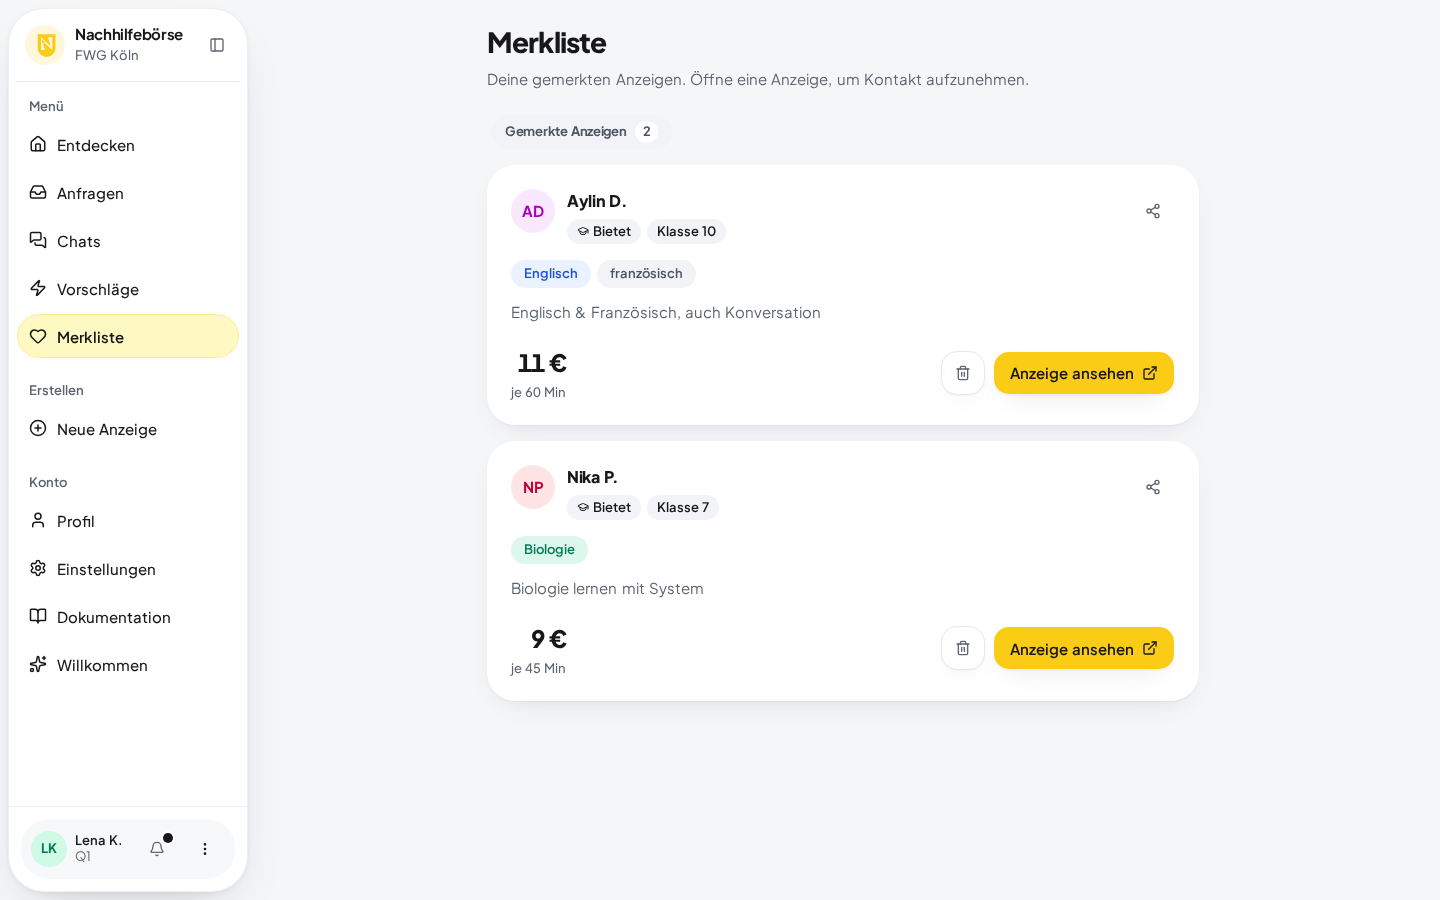 Nachhilfebörse
FWG Köln
Menü
Entdecken
Anfragen
Chats
Vorschläge
Merkliste
Erstellen
Neue Anzeige
Konto
Profil
Einstellungen
Dokumentation
Willkommen
LK
Lena K.
Q1
Merkliste
Deine gemerkten Anzeigen. Öffne eine Anzeige, um Kontakt aufzunehmen.
Gemerkte Anzeigen 2
AD
Aylin D.
Bietet Klasse 10
Englisch französisch
Englisch & Französisch, auch Konversation
11 €
je 60 Min
Anzeige ansehen
NP
Nika P.
Bietet Klasse 7
Biologie
Biologie lernen mit System
9 €
je 45 Min
Anzeige ansehen